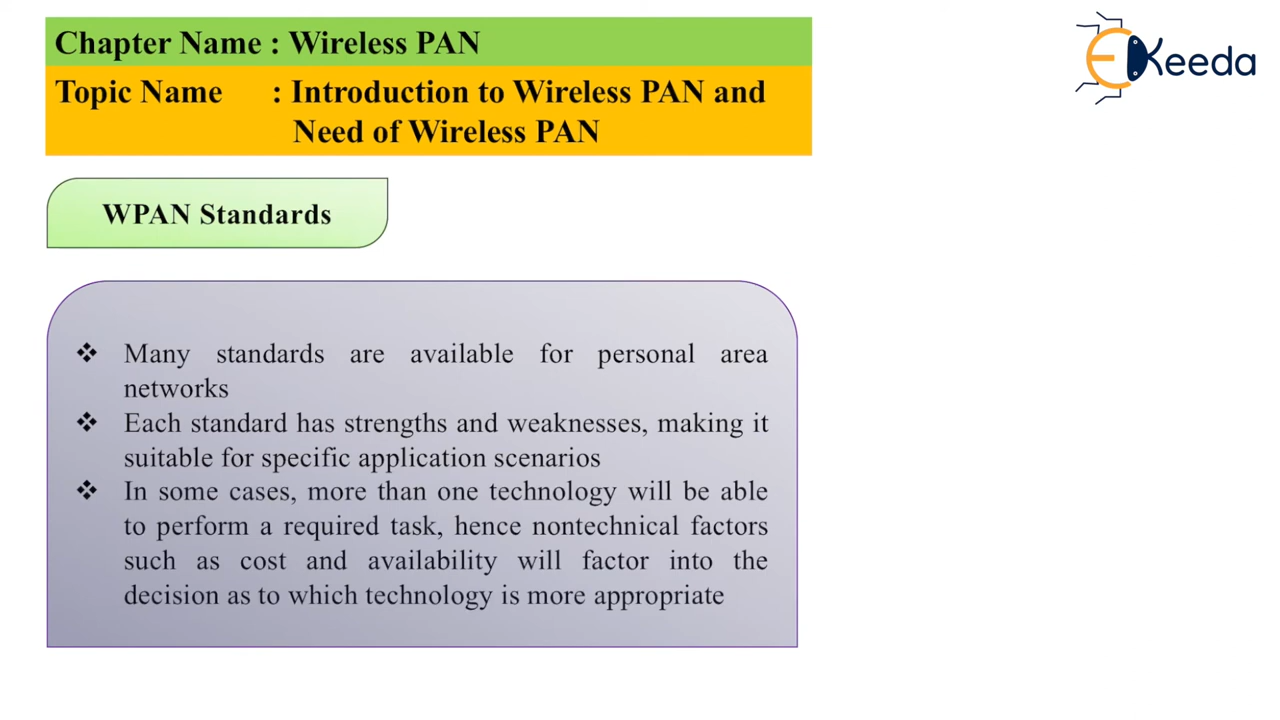 Chapter Name : Wireless PAN
Topic Name : Introduction to Wireless PAN and
Need of Wireless PAN
EKeeda
WPAN Standards
❖ Many standards are available for personal area
networks
❖ Each standard has strengths and weaknesses, making it
suitable for specific application scenarios
❖ In some cases, more than one technology will be able
to perform a required task, hence nontechnical factors
such as cost and availability will factor into the
decision as to which technology is more appropriate